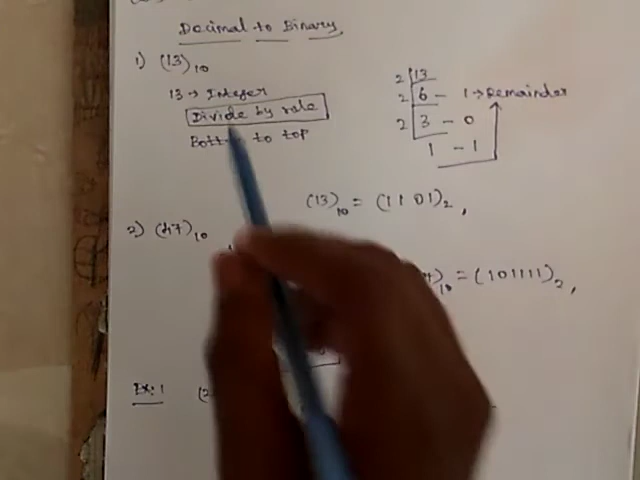 Decimal to Binary
1) (13)10
13 → Integer
Divide by rule
to top
2 13
2 6 - 1 → Remainder
2 3 - 0
1 - 1
(13)10 = (1101)2,
2) (47)10
)10 = (101111)2,
Ex: 1